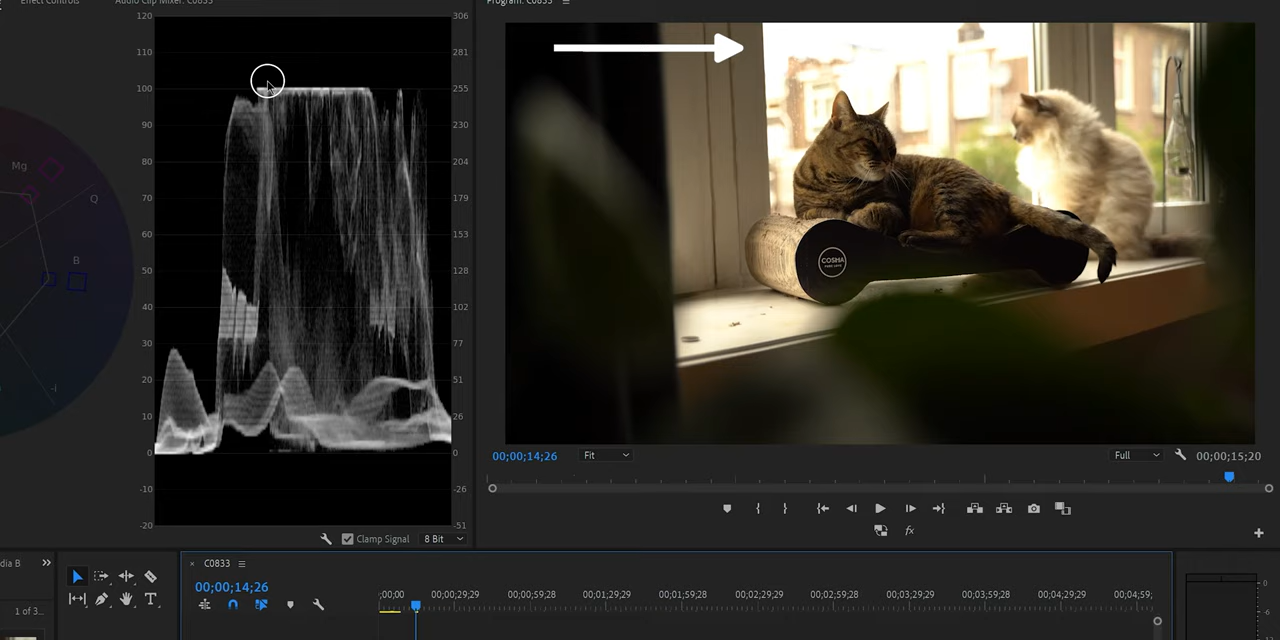 Effect Controls
Audio Clip Mixer: C0833
Program: C0833
120 306
110 281
100 255
90 230
80 204
70 179
60 153
50 128
40 102
30 77
20 51
10 26
0 0
-10 -26
-20 -51
Mg
Q
B
-I
COSHA
00;00;14;26
Fit
Full
00;00;15;20
Clamp Signal
8 Bit
fx
dia B
C0833
00;00;14;26
T
1 of 3...
;00;00 00;00;29;29 00;00;59;28 00;01;29;29 00;01;59;28 00;02;29;29 00;02;59;28 00;03;29;29 00;03;59;28 00;04;29;29 00;04;59;
0
-6